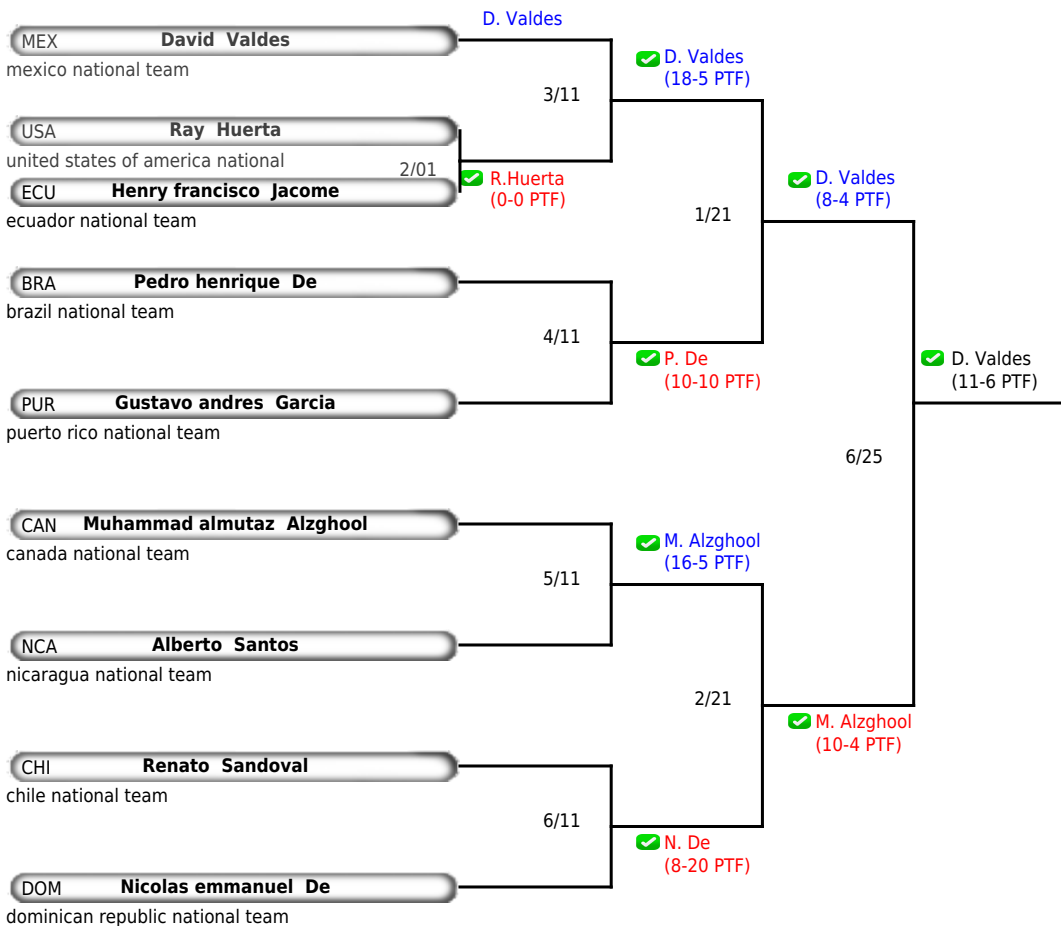 D. Valdes
MEX David Valdes
mexico national team
D. Valdes
(18-5 PTF)
3/11
USA Ray Huerta
united states of america national
2/01
R.Huerta
(0-0 PTF)
ECU Henry francisco Jacome
ecuador national team
D. Valdes
(8-4 PTF)
1/21
BRA Pedro henrique De
brazil national team
4/11
P. De
(10-10 PTF)
D. Valdes
(11-6 PTF)
PUR Gustavo andres Garcia
puerto rico national team
6/25
CAN Muhammad almutaz Alzghool
canada national team
M. Alzghool
(16-5 PTF)
5/11
NCA Alberto Santos
nicaragua national team
2/21
M. Alzghool
(10-4 PTF)
CHI Renato Sandoval
chile national team
6/11
N. De
(8-20 PTF)
DOM Nicolas emmanuel De
dominican republic national team